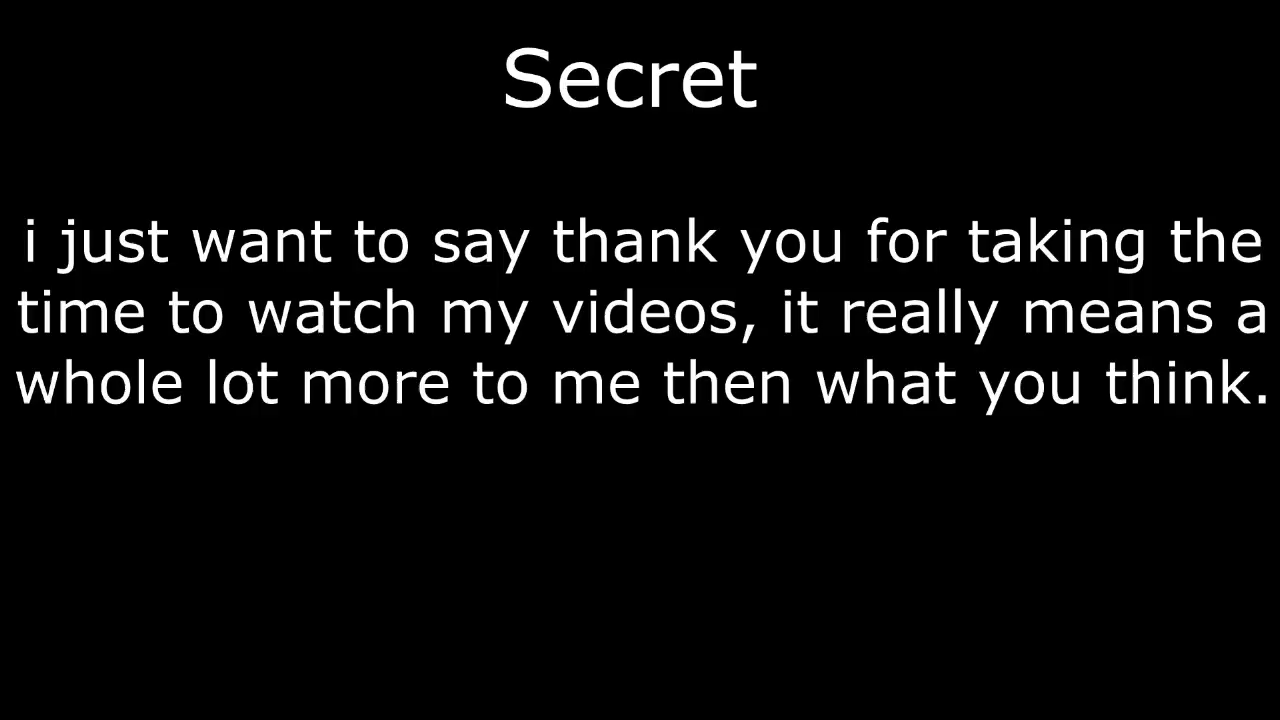 Secret
i just want to say thank you for taking the
time to watch my videos, it really means a
whole lot more to me then what you think.